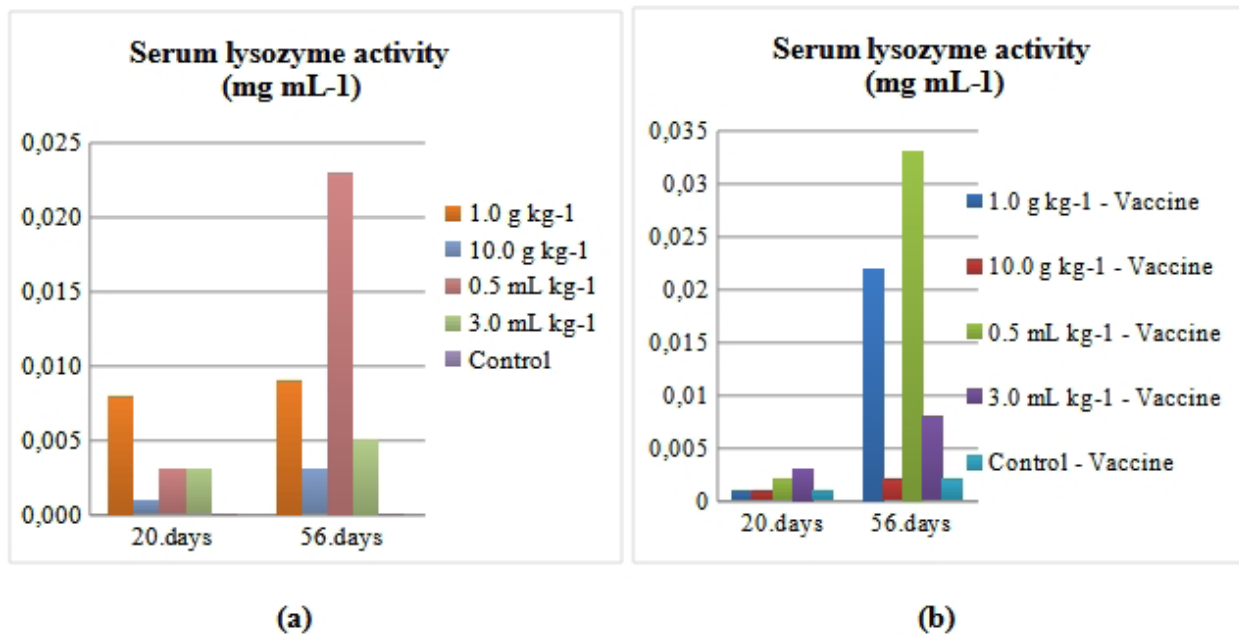 Serum lysozyme activity
(mg mL-1)
0,025
0,020
0,015
0,010
0,005
0,000
20.days
56.days
1.0 g kg-1
10.0 g kg-1
0.5 mL kg-1
3.0 mL kg-1
Control
(a)
Serum lysozyme activity
(mg mL-1)
0,035
0,03
0,025
0,02
0,015
0,01
0,005
0
20.days
56.days
1.0 g kg-1 - Vaccine
10.0 g kg-1 - Vaccine
0.5 mL kg-1 - Vaccine
3.0 mL kg-1 - Vaccine
Control - Vaccine
(b)